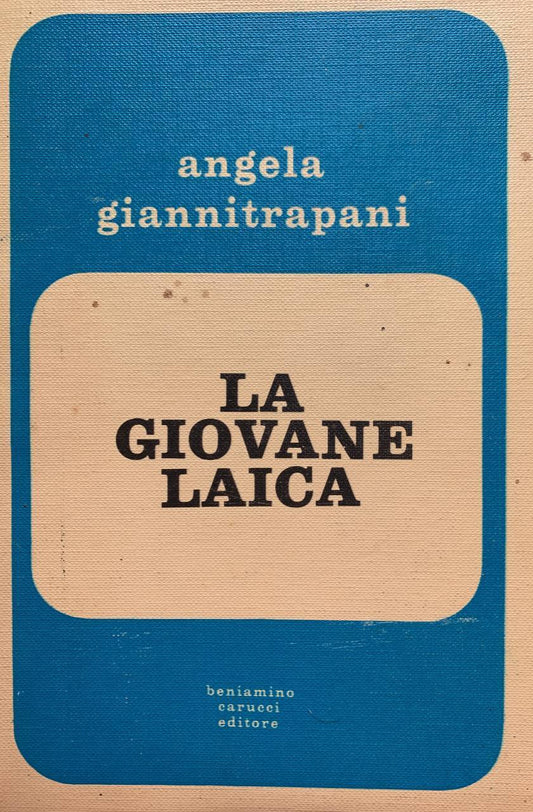 angela
giannitrapani
LA
GIOVANE
LAICA
beniamino
carucci
editore